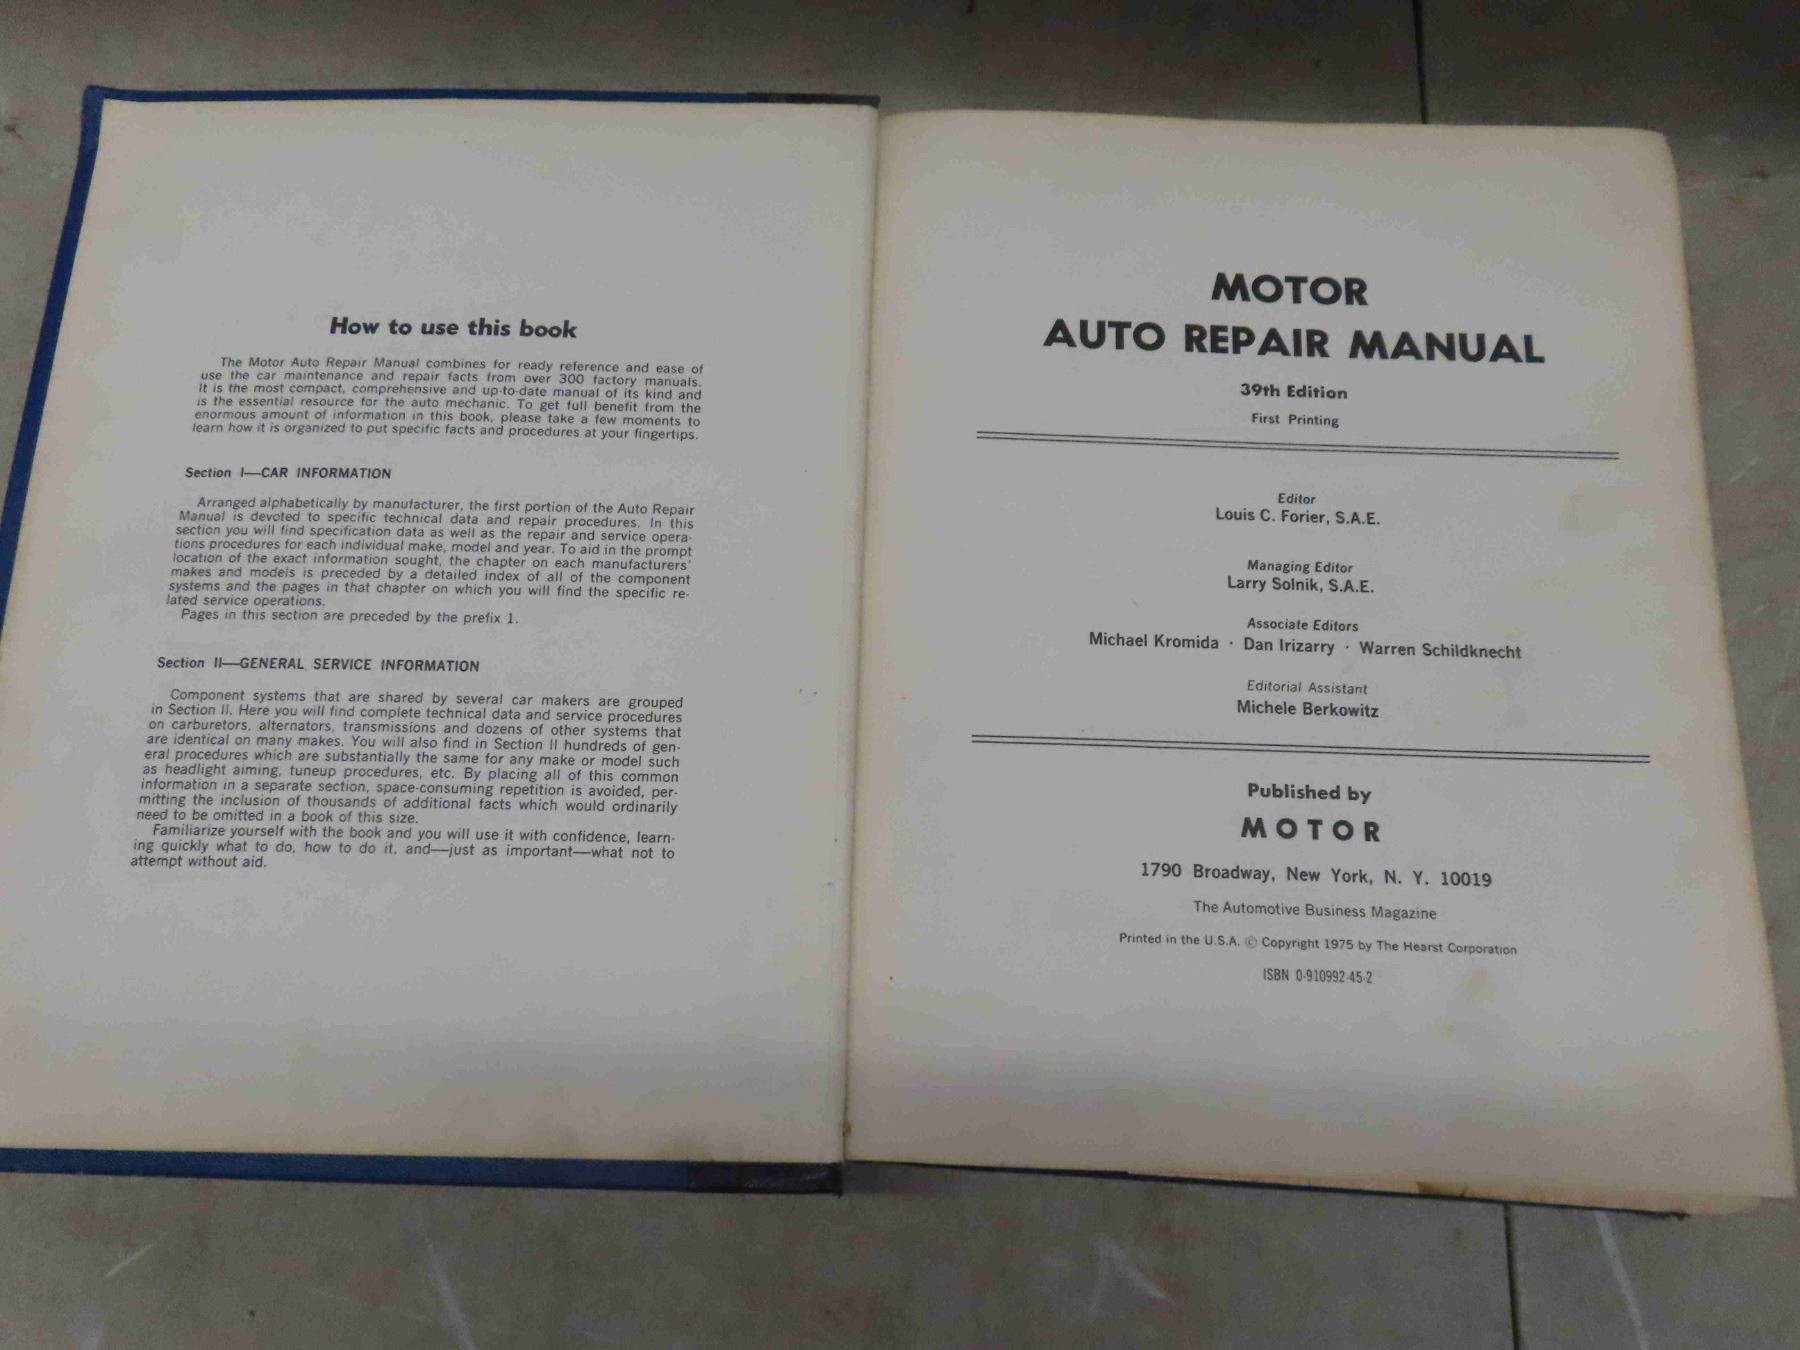 How to use this book
The Motor Auto Repair Manual combines for ready reference and ease of
use the car maintenance and repair facts from over 300 factory manuals.
It is the most compact, comprehensive and up-to-date manual of its kind and
is the essential resource for the auto mechanic. To get full benefit from the
enormous amount of information in this book, please take a few moments to
learn how it is organized to put specific facts and procedures at your fingertips.
Section I—CAR INFORMATION
Arranged alphabetically by manufacturer, the first portion of the Auto Repair
Manual is devoted to specific technical data and repair procedures. In this
section you will find specification data as well as the repair and service opera-
tions procedures for each individual make, model and year. To aid in the prompt
location of the exact information sought, the chapter on each manufacturers'
makes and models is preceded by a detailed index of all of the component
systems and the pages in that chapter on which you will find the specific re-
lated service operations.
Pages in this section are preceded by the prefix 1.
Section II—GENERAL SERVICE INFORMATION
Component systems that are shared by several car makers are grouped
in Section II. Here you will find complete technical data and service procedures
on carburetors, alternators, transmissions and dozens of other systems that
are identical on many makes. You will also find in Section II hundreds of gen-
eral procedures which are substantially the same for any make or model such
as headlight aiming, tuneup procedures, etc. By placing all of this common
information in a separate section, space-consuming repetition is avoided, per-
mitting the inclusion of thousands of additional facts which would ordinarily
need to be omitted in a book of this size.
Familiarize yourself with the book and you will use it with confidence, learn-
ing quickly what to do, how to do it, and—just as important—what not to
attempt without aid.
MOTOR
AUTO REPAIR MANUAL
39th Edition
First Printing
Editor
Louis C. Forier, S.A.E.
Managing Editor
Larry Solnik, S.A.E.
Associate Editors
Michael Kromida · Dan Irizarry · Warren Schildknecht
Editorial Assistant
Michele Berkowitz
Published by
MOTOR
1790 Broadway, New York, N. Y. 10019
The Automotive Business Magazine
Printed in the U.S.A. © Copyright 1975 by The Hearst Corporation
ISBN 0-910992-45-2